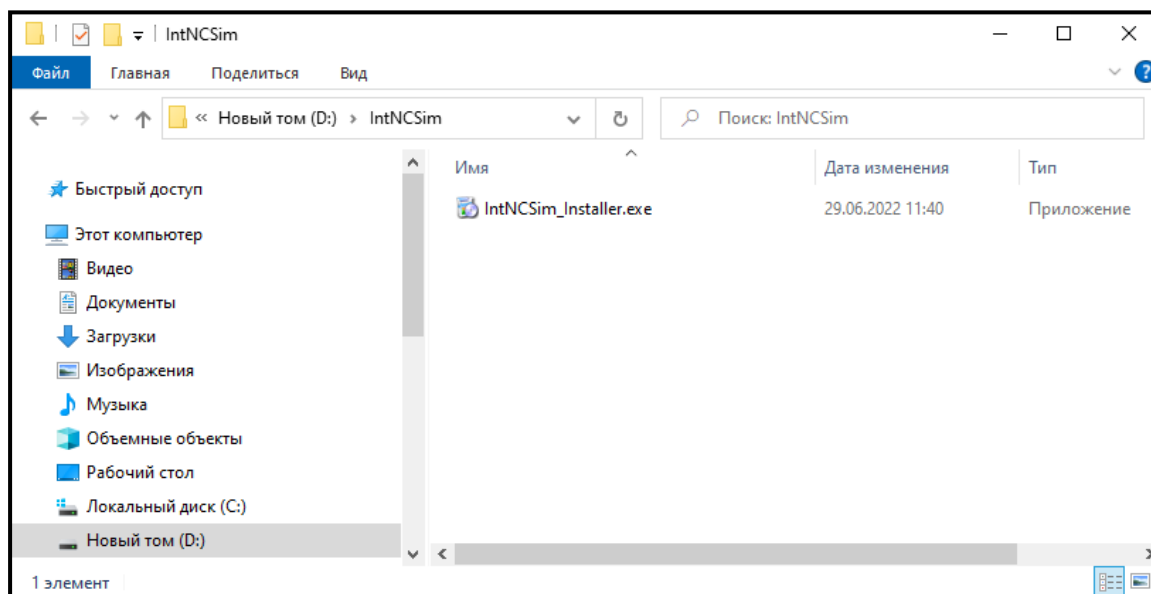 IntNCSim
Файл Главная Поделиться Вид
« Новый том (D:) › IntNCSim Поиск: IntNCSim
Имя Дата изменения Тип
Быстрый доступ
IntNCSim_Installer.exe 29.06.2022 11:40 Приложение
Этот компьютер
Видео
Документы
Загрузки
Изображения
Музыка
Объемные объекты
Рабочий стол
Локальный диск (C:)
Новый том (D:)
1 элемент